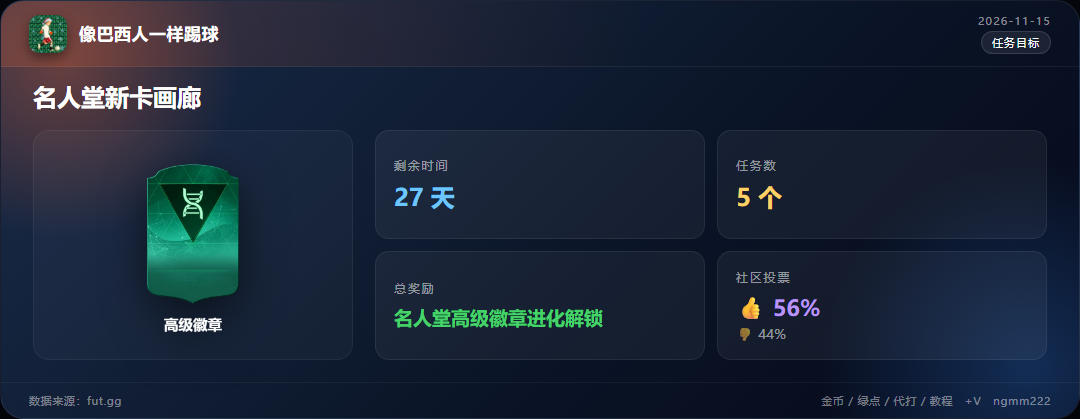 像巴西人一样踢球
2026-11-15
任务目标
名人堂新卡画廊
高级徽章
剩余时间
27 天
任务数
5 个
总奖励
名人堂高级徽章进化解锁
社区投票
👍 56%
👎 44%
数据来源：fut.gg
金币 / 绿点 / 代打 / 教程 +V ngmm222